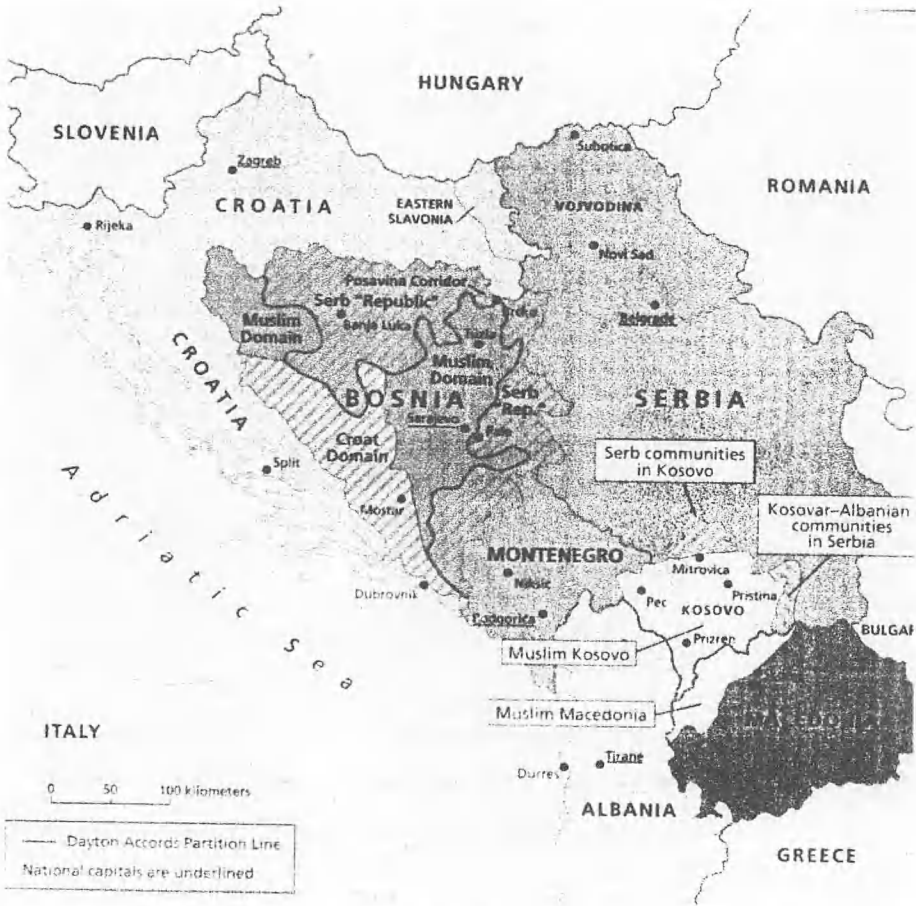 HUNGARY
SLOVENIA
Subotica
Zagreb
ROMANIA
EASTERN
SLAVONIA
VOJVODINA
CROATIA
Rijeka
Novi Sad
Posavina Corridor
Serb "Republic"
Banja Luka
Brcko
Belgrade
Muslim
Domain
Tuzla
Muslim
Domain
CROATIA
BOSNIA
Serb
Rep.
SERBIA
Sarajevo
Pale
Croat
Domain
Serb communities
in Kosovo
Split
Adriatic Sea
Mostar
Kosovar–Albanian
communities
in Serbia
MONTENEGRO
Mitrovica
Niksic
Pristina
Dubrovnik
Pec
KOSOVO
Podgorica
Prizren
BULGAR
Muslim Kosovo
Muslim Macedonia
MACEDONIA
ITALY
Tirane
Durres
0 50 100 kilometers
ALBANIA
Dayton Accords Partition Line
GREECE
National capitals are underlined